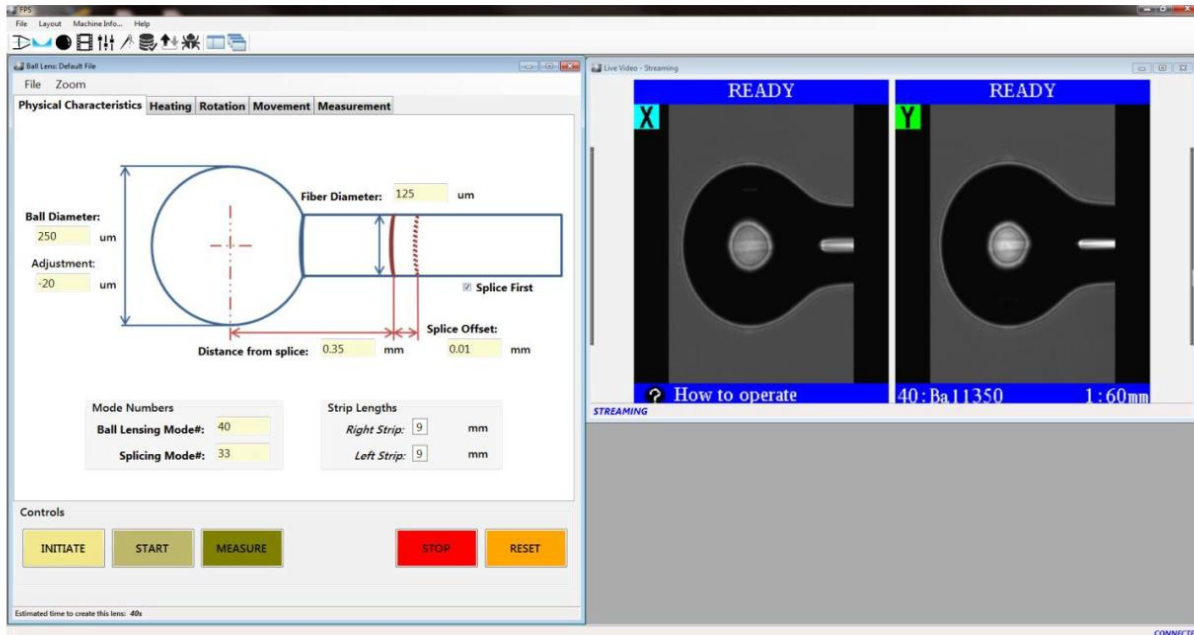 FPS
File Layout Machine Info... Help
Ball Lens: Default File
File Zoom
Physical Characteristics Heating Rotation Movement Measurement
Fiber Diameter: 125 um
Ball Diameter:
250 um
Adjustment:
-20 um
Splice First
Splice Offset:
Distance from splice: 0.35 mm 0.01 mm
Mode Numbers
Ball Lensing Mode#: 40
Splicing Mode#: 33
Strip Lengths
Right Strip: 9 mm
Left Strip: 9 mm
Controls
INITIATE START MEASURE STOP RESET
Estimated time to create this lens: 40s
Live Video - Streaming
READY READY
X Y
? How to operate 40:Ball350 1:60mm
STREAMING
CONNECTE